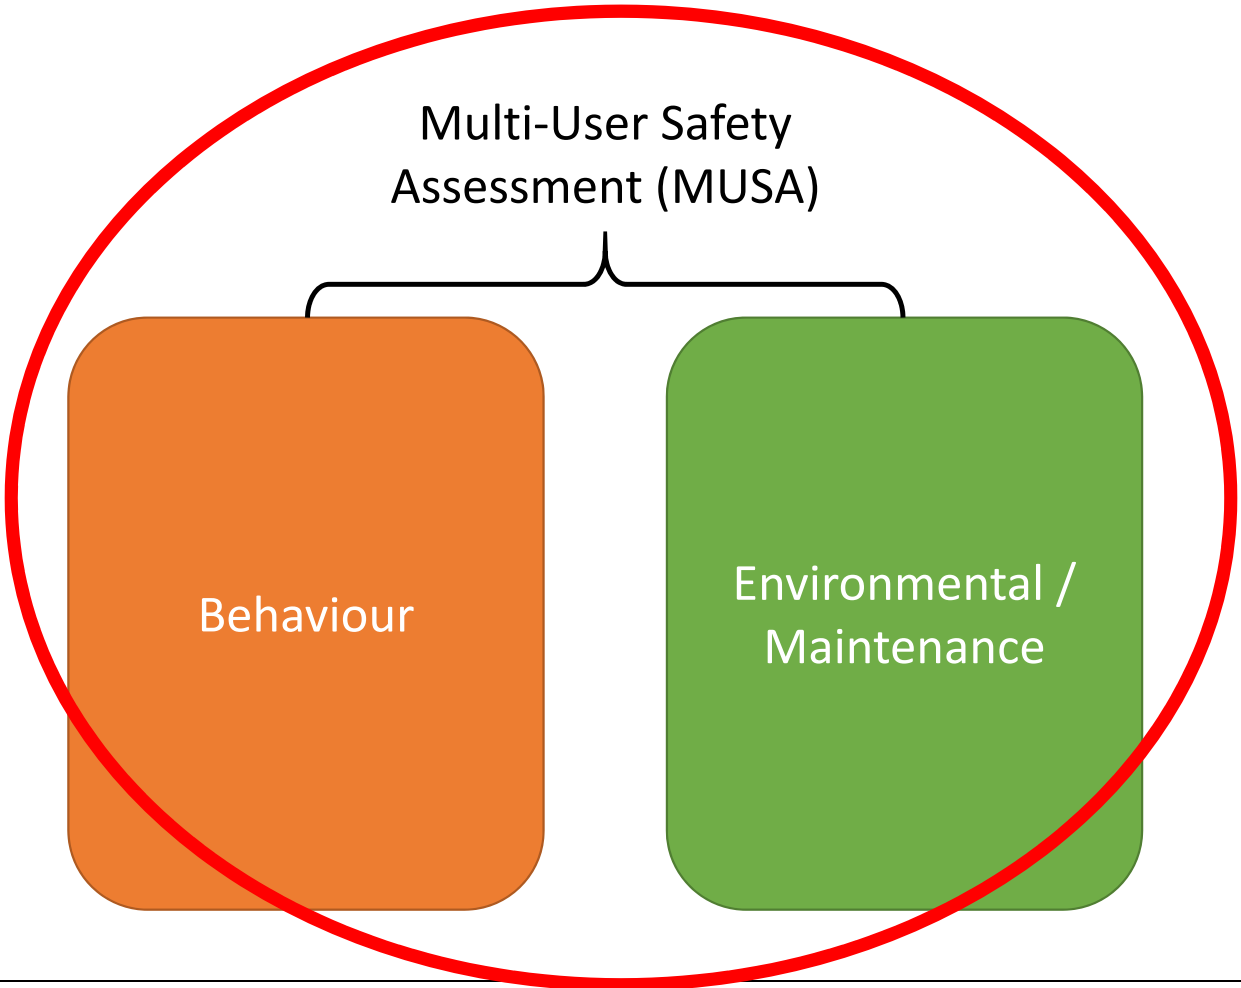 Multi-User Safety
Assessment (MUSA)
Behaviour
Environmental /
Maintenance